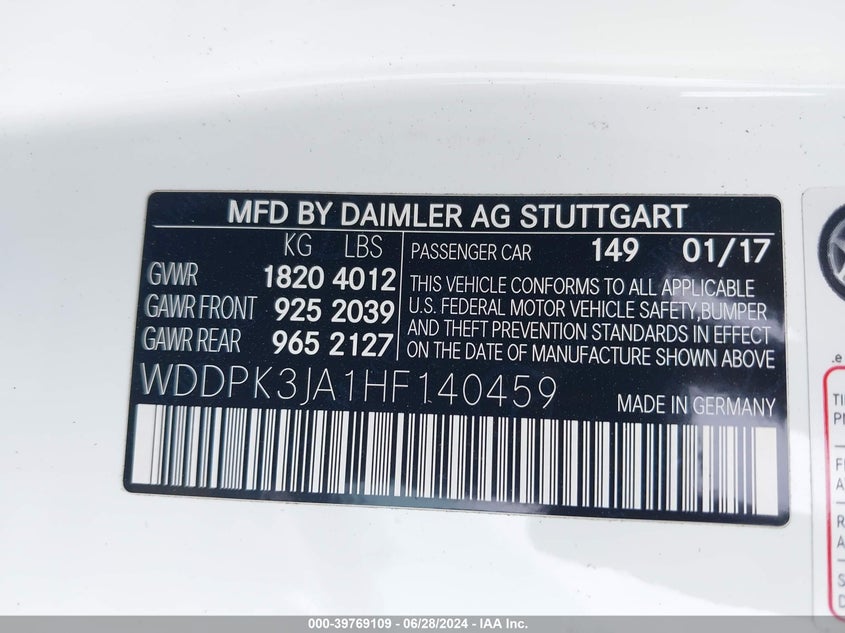 MFD BY DAIMLER AG STUTTGART
KG LBS
GVWR 1820 4012
GAWR FRONT 925 2039
GAWR REAR 965 2127
PASSENGER CAR 149 01/17
THIS VEHICLE CONFORMS TO ALL APPLICABLE
U.S. FEDERAL MOTOR VEHICLE SAFETY,BUMPER
AND THEFT PREVENTION STANDARDS IN EFFECT
ON THE DATE OF MANUFACTURE SHOWN ABOVE
WDDPK3JA1HF140459
MADE IN GERMANY
000-39769109 - 06/28/2024 - IAA Inc.